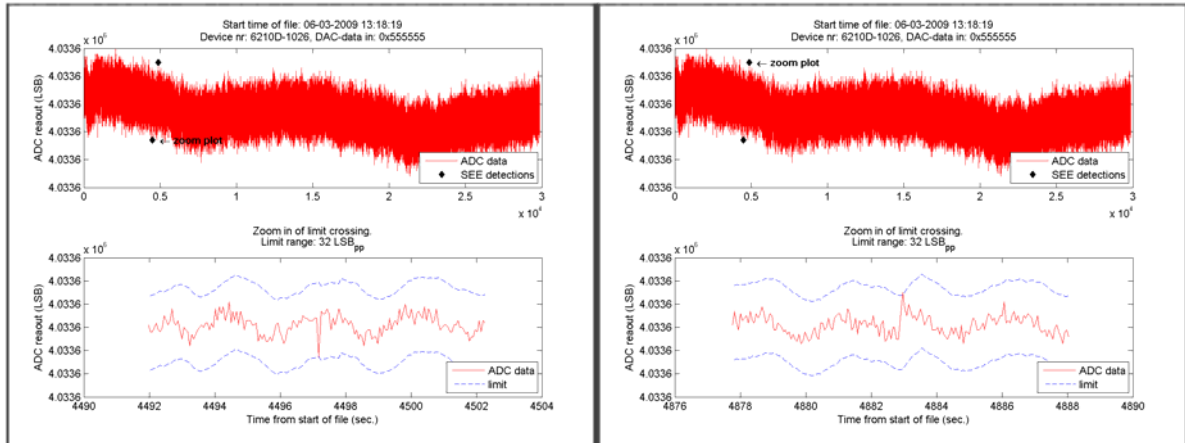 Start time of file: 06-03-2009 13:18:19
Device nr: 6210D-1026, DAC-data in: 0x555555
x 10⁶
4.0336
4.0336
4.0336
4.0336
4.0336
4.0336
ADC reaout (LSB)
← zoom plot
ADC data
SEE detections
0 0.5 1 1.5 2 2.5 3
x 10⁴
Zoom in of limit crossing.
Limit range: 32 LSBpp
x 10⁶
4.0336
4.0336
4.0336
4.0336
4.0336
4.0336
4.0336
ADC reaout (LSB)
ADC data
limit
4490 4492 4494 4496 4498 4500 4502 4504
Time from start of file (sec.)
Start time of file: 06-03-2009 13:18:19
Device nr: 6210D-1026, DAC-data in: 0x555555
x 10⁶
4.0336
4.0336
4.0336
4.0336
4.0336
4.0336
ADC reaout (LSB)
← zoom plot
ADC data
SEE detections
0 0.5 1 1.5 2 2.5 3
x 10⁴
Zoom in of limit crossing.
Limit range: 32 LSBpp
x 10⁶
4.0336
4.0336
4.0336
4.0336
4.0336
4.0336
4.0336
ADC reaout (LSB)
ADC data
limit
4876 4878 4880 4882 4884 4886 4888 4890
Time from start of file (sec.)